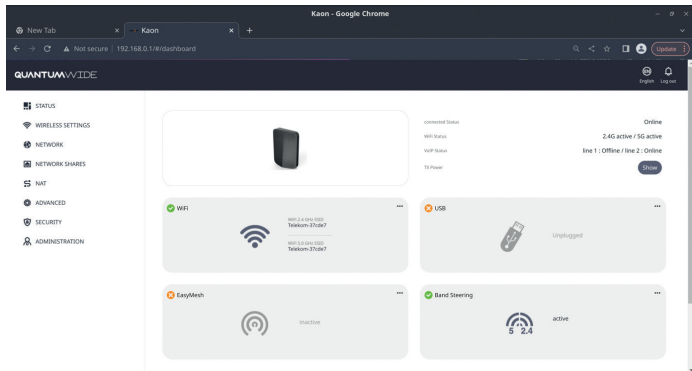 Kaon - Google Chrome
New Tab
Kaon
Not secure 192.168.0.1/#/dashboard
Update
QUANTUMWIDE
EN
English Log out
STATUS
WIRELESS SETTINGS
NETWORK
NETWORK SHARES
NAT
ADVANCED
SECURITY
ADMINISTRATION
connected Status Online
WiFi Status 2.4G active / 5G active
VoIP Status line 1 : Offline / line 2 : Online
TV Power Show
WiFi
WiFi 2.4 GHz SSID
Telekom-37cde7
WiFi 5.0 GHz SSID
Telekom-37cde7
USB
Unplugged
EasyMesh
Inactive
Band Steering
active
5 2.4